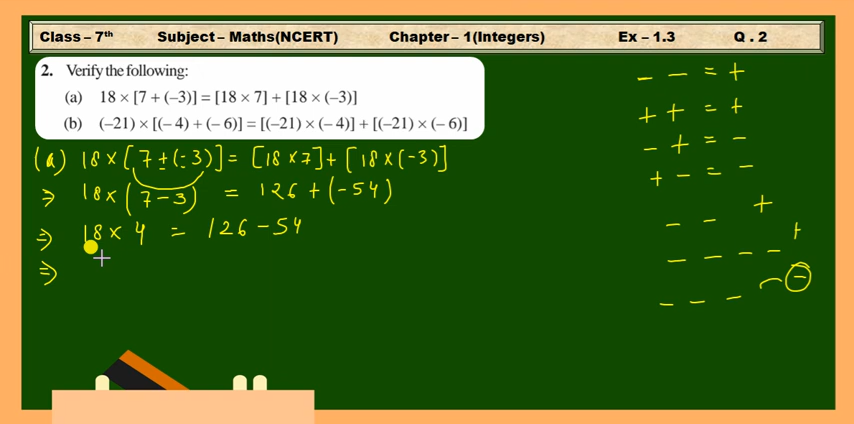 Class – 7th Subject – Maths(NCERT) Chapter – 1(Integers) Ex – 1.3 Q . 2
2. Verify the following:
(a) 18 × [7 + (–3)] = [18 × 7] + [18 × (–3)]
(b) (–21) × [(– 4) + (– 6)] = [(–21) × (– 4)] + [(–21) × (– 6)]
(a) 18 × [7 + (-3)] = [18 × 7] + [18 × (-3)]
⇒ 18 × (7 - 3) = 126 + (-54)
⇒ 18 × 4 = 126 - 54
⇒
- - = +
+ + = +
- + = -
+ - = -
- - +
- - - - +
- - - -